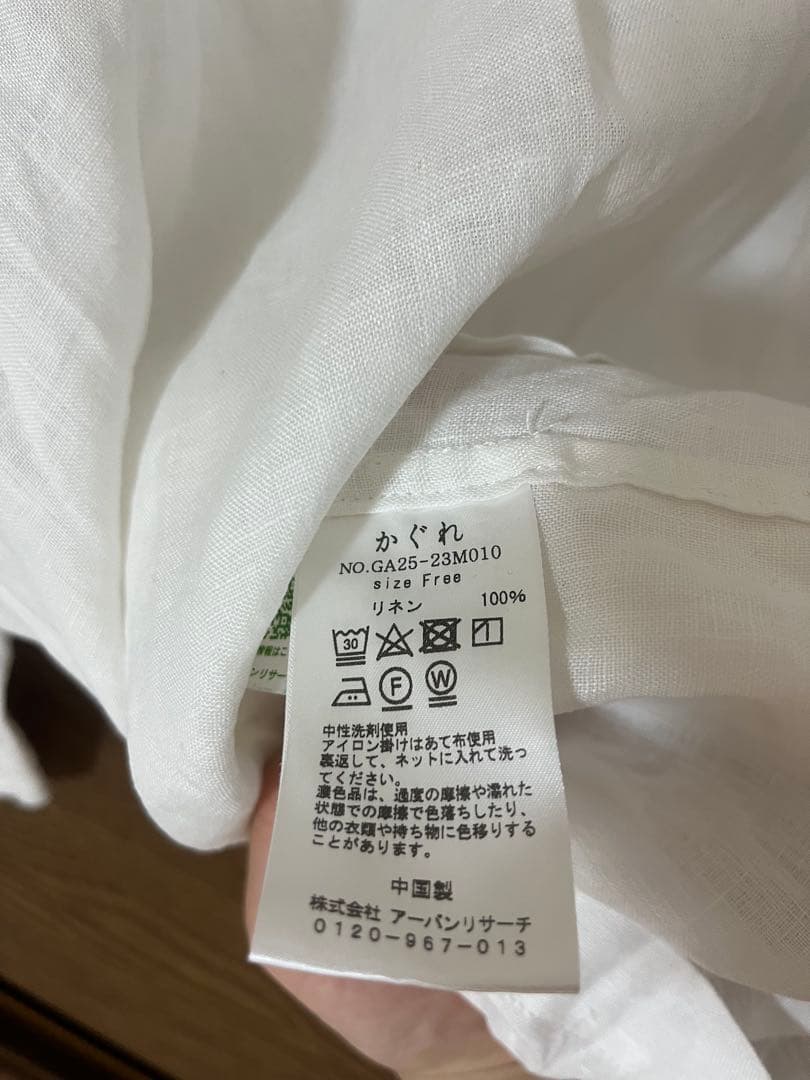 かぐれ
NO.GA25-23M010
size Free
リネン 100%
30
F W
中性洗剤使用
アイロン掛けはあて布使用
裏返して、ネットに入れて洗っ
てください。
濃色品は、過度の摩擦や濡れた
状態での摩擦で色落ちしたり、
他の衣類や持ち物に色移りする
ことがあります。
中国製
株式会社 アーバンリサーチ
0120-967-013